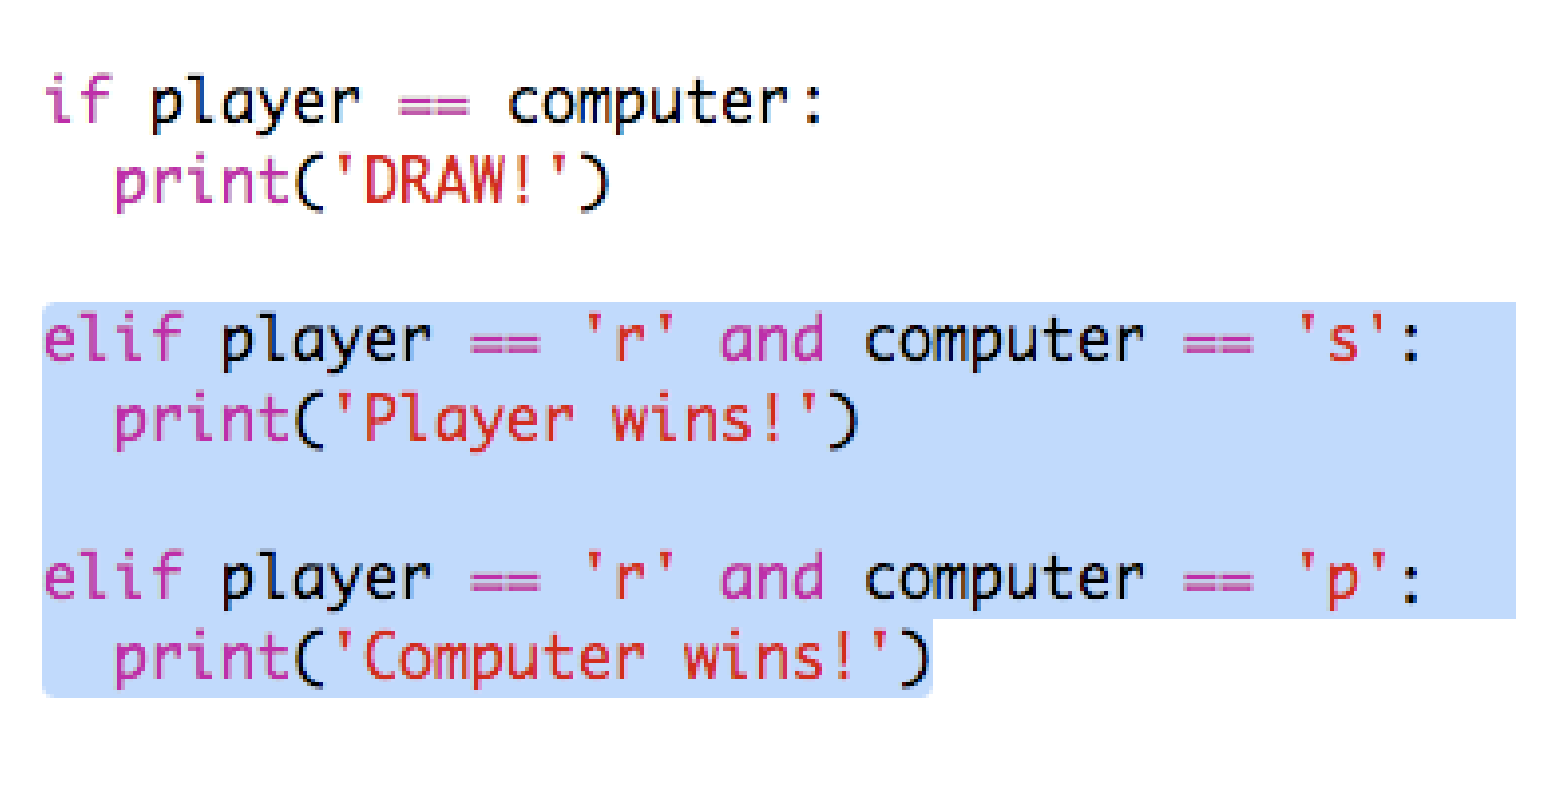 if player == computer:
  print('DRAW!')

elif player == 'r' and computer == 's':
  print('Player wins!')

elif player == 'r' and computer == 'p':
  print('Computer wins!')